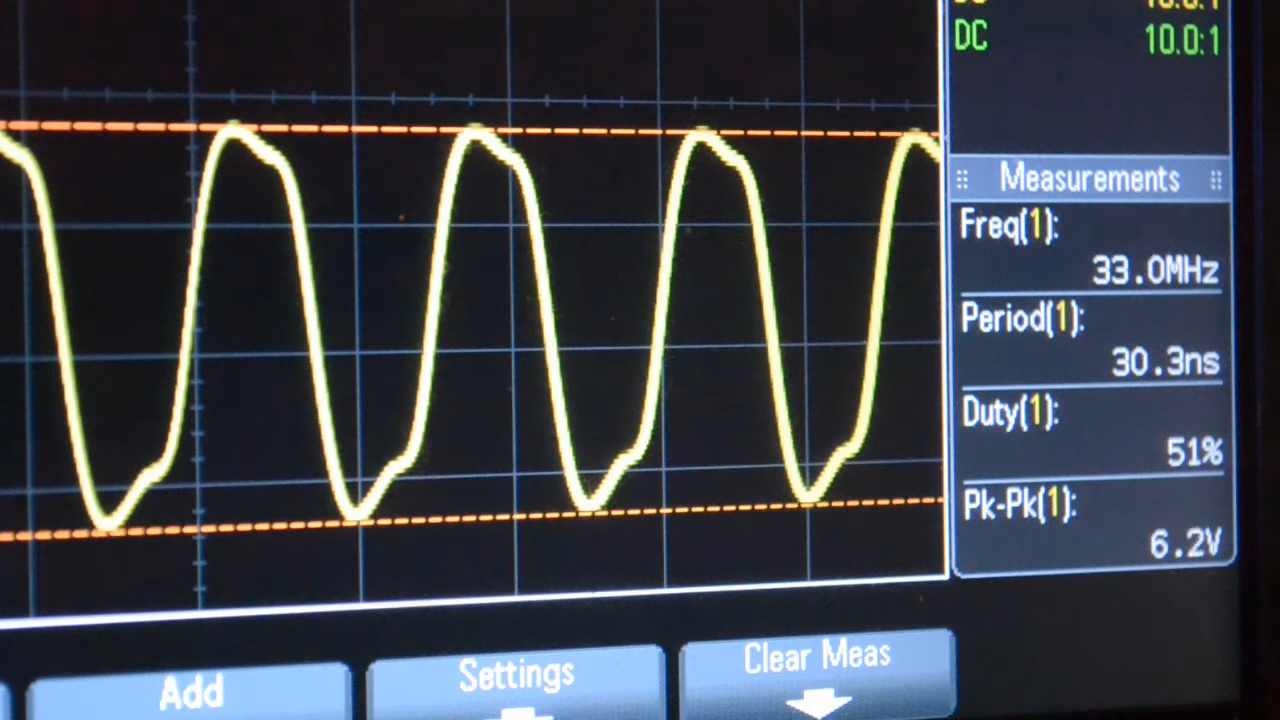 DC 10.0:1
Measurements
Freq(1):
33.0MHz
Period(1):
30.3ns
Duty(1):
51%
Pk-Pk(1):
6.2V
Add
Settings
Clear Meas